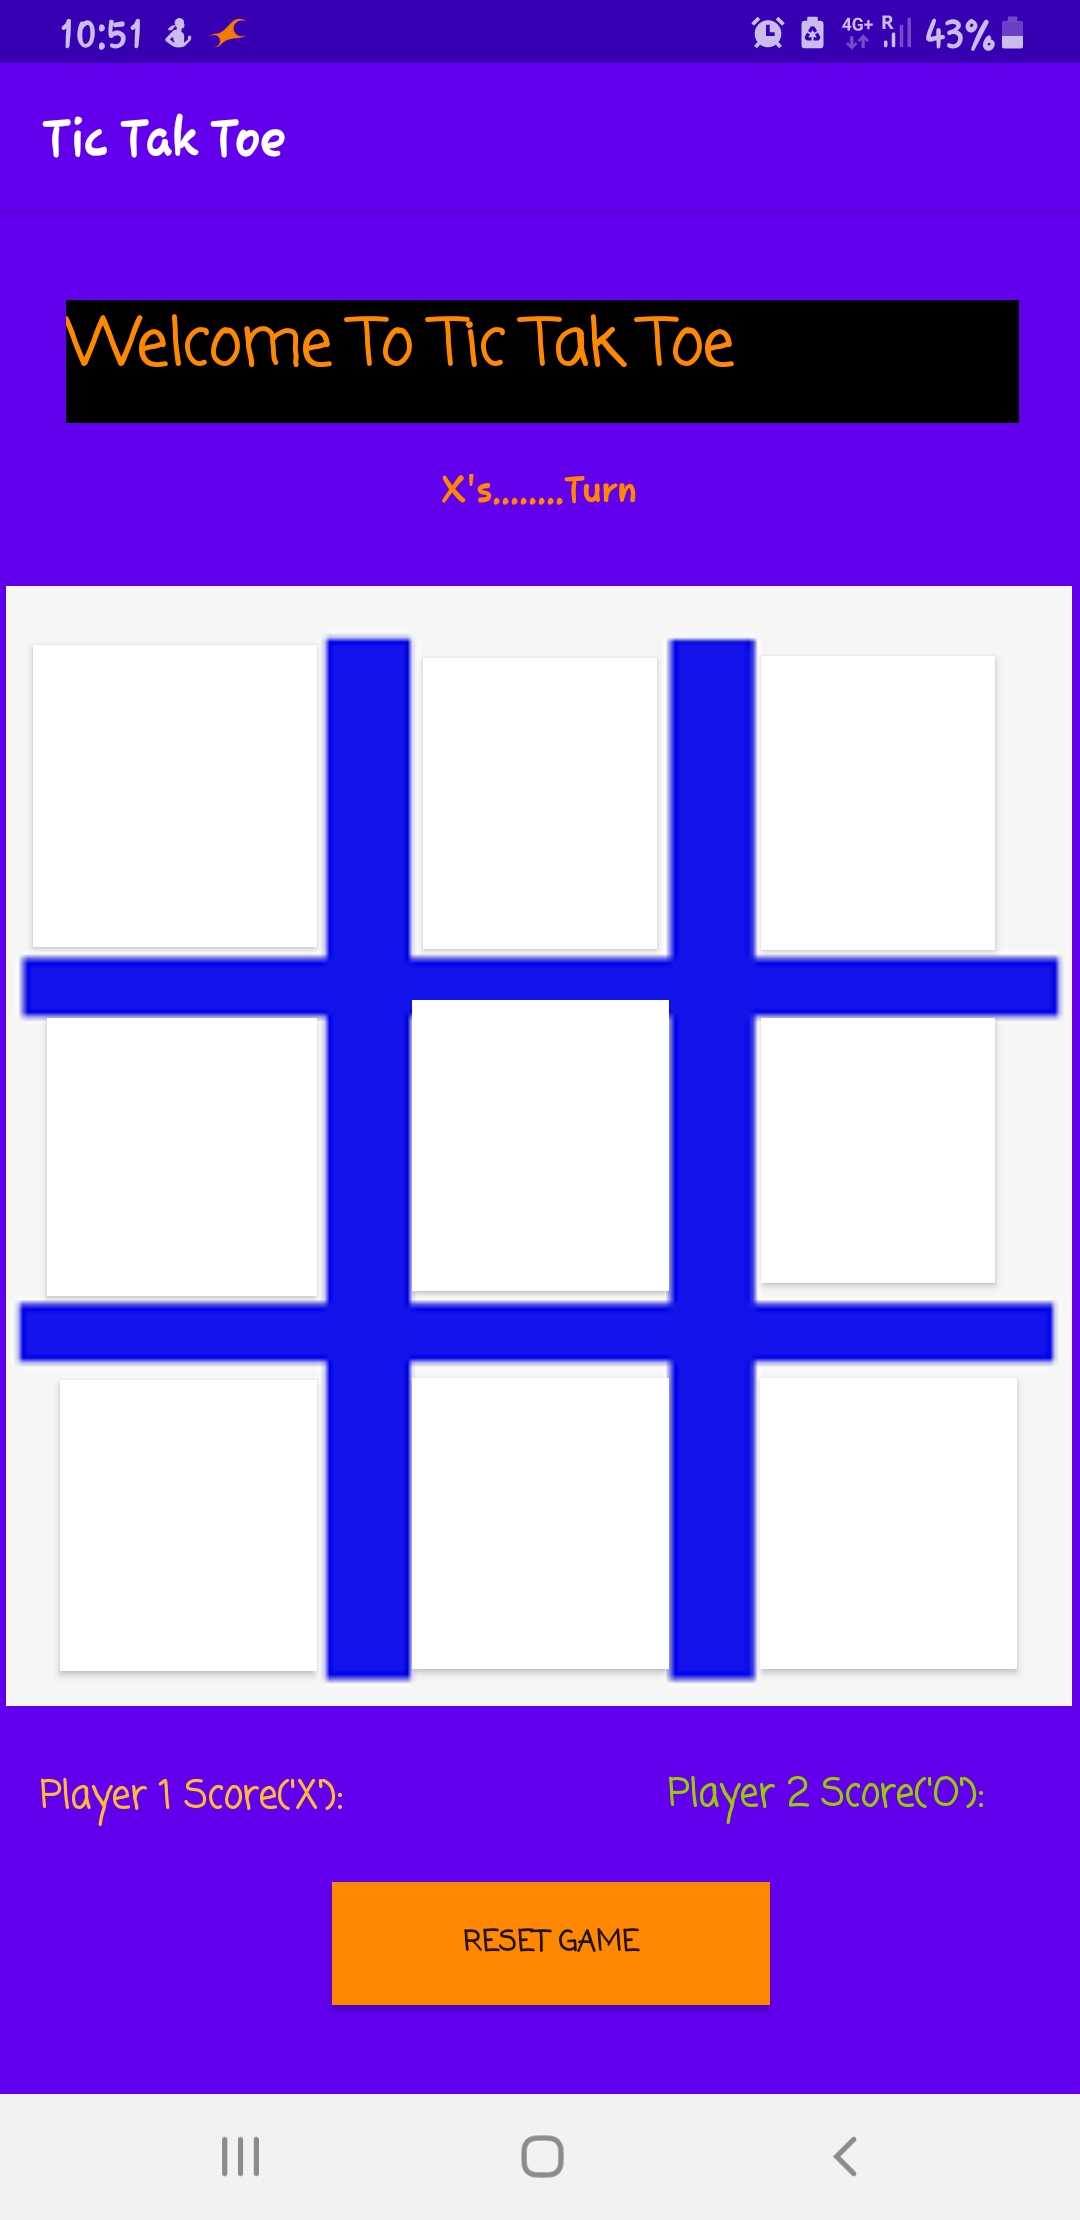 10:51 4G+ R 43%
Tic Tak Toe
Welcome To Tic Tak Toe
X's........Turn
Player 1 Score('X'): Player 2 Score('O'):
RESET GAME